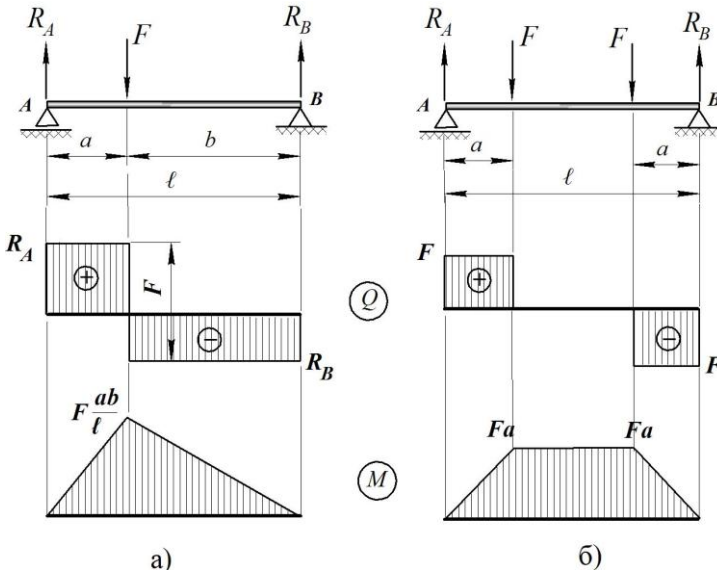 R_A F R_B
A B
a b
ℓ
R_A F
+
−
R_B
F ab/ℓ
а)
Q
M
R_A F F R_B
A B
a a
ℓ
F
+
−
F
Fa Fa
б)